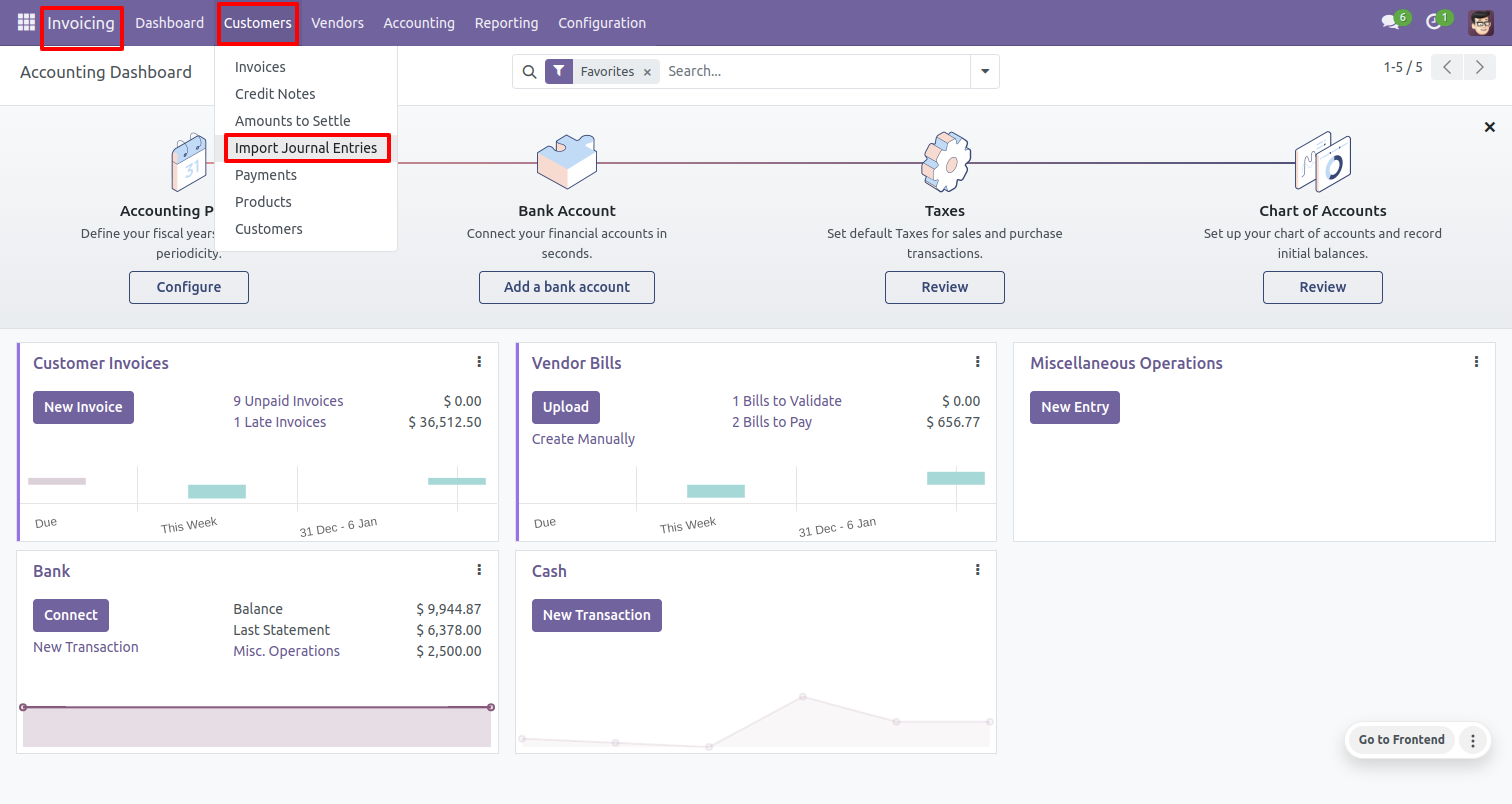 Invoicing Dashboard Customers Vendors Accounting Reporting Configuration 6 1
Accounting Dashboard Favorites × Search... 1-5 / 5
Invoices
Credit Notes
Amounts to Settle
Import Journal Entries
Payments
Products
Customers
31
Accounting P
Define your fiscal years
periodicity.
Configure
Bank Account
Connect your financial accounts in
seconds.
Add a bank account
Taxes
Set default Taxes for sales and purchase
transactions.
Review
Chart of Accounts
Set up your chart of accounts and record
initial balances.
Review
Customer Invoices
New Invoice
9 Unpaid Invoices $ 0.00
1 Late Invoices $ 36,512.50
Due This Week 31 Dec - 6 Jan
Vendor Bills
Upload
Create Manually
1 Bills to Validate $ 0.00
2 Bills to Pay $ 656.77
Due This Week 31 Dec - 6 Jan
Miscellaneous Operations
New Entry
Bank
Connect
New Transaction
Balance $ 9,944.87
Last Statement $ 6,378.00
Misc. Operations $ 2,500.00
Cash
New Transaction
Go to Frontend